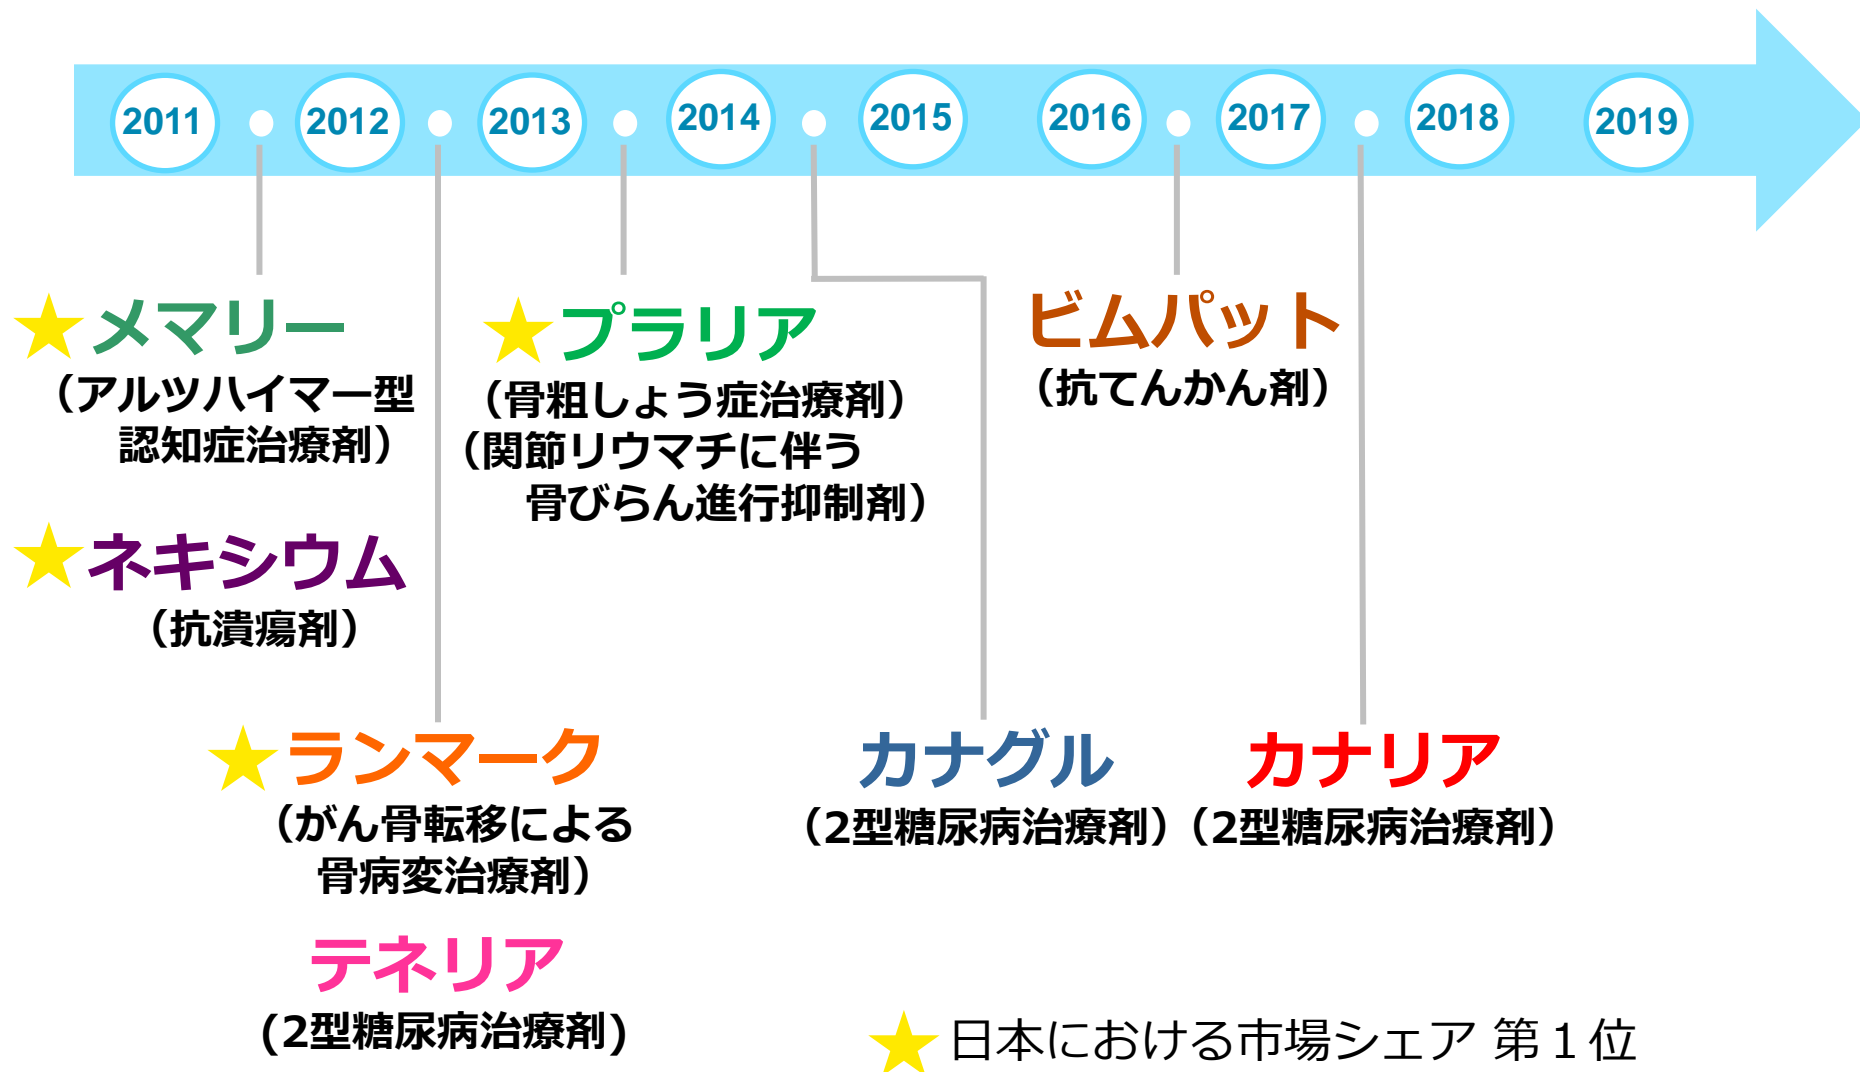 2011
2012
2013
2014
2015
2016
2017
2018
2019
★メマリー
（アルツハイマー型
認知症治療剤）
★ネキシウム
（抗潰瘍剤）
★ランマーク
（がん骨転移による
骨病変治療剤）
テネリア
(2型糖尿病治療剤)
★プラリア
（骨粗しょう症治療剤）
（関節リウマチに伴う
骨びらん進行抑制剤）
カナグル
（2型糖尿病治療剤）
ビムパット
（抗てんかん剤）
カナリア
（2型糖尿病治療剤）
★日本における市場シェア 第１位